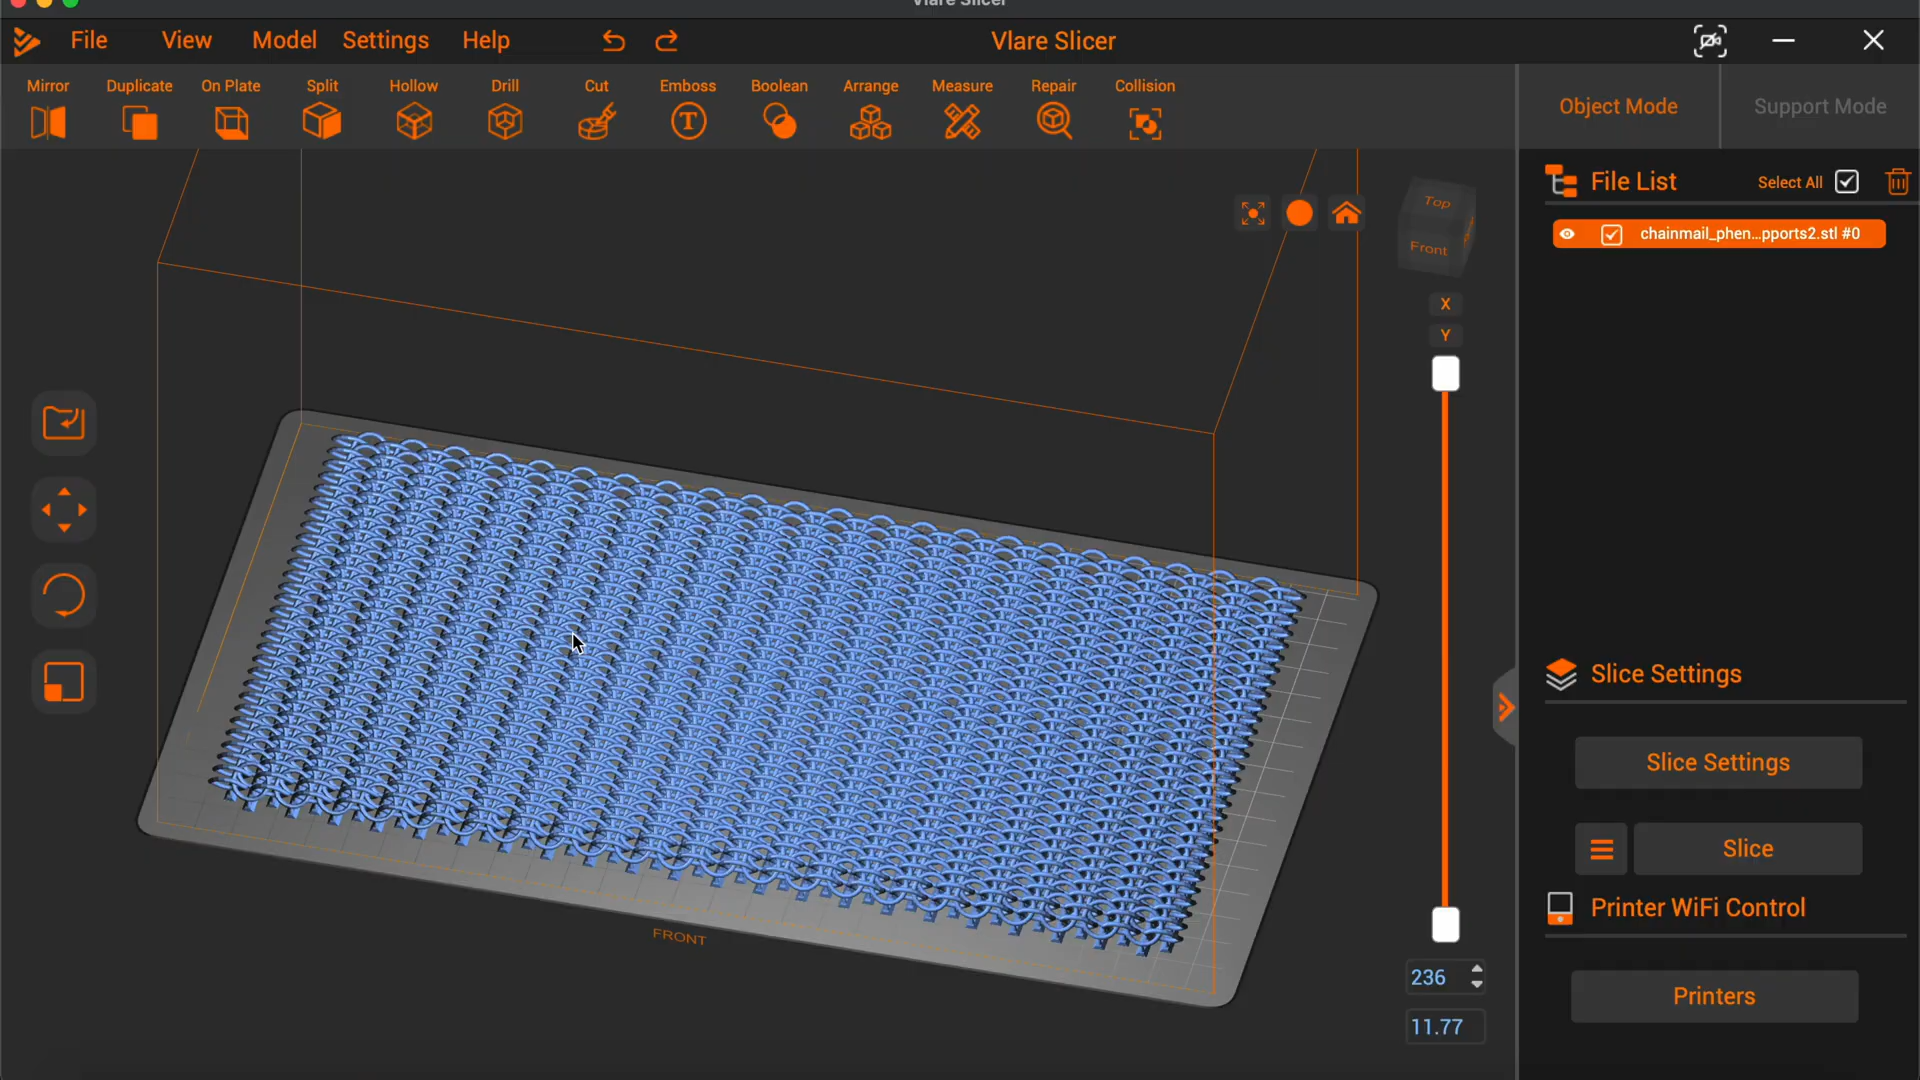 Vlare Slicer
File View Model Settings Help Vlare Slicer
Mirror Duplicate On Plate Split Hollow Drill Cut Emboss Boolean Arrange Measure Repair Collision
T
Object Mode Support Mode
File List Select All
chainmail_phen...pports2.stl #0
Top
Front
X
Y
Slice Settings
Slice Settings
Slice
Printer WiFi Control
FRONT
236
Printers
11.77